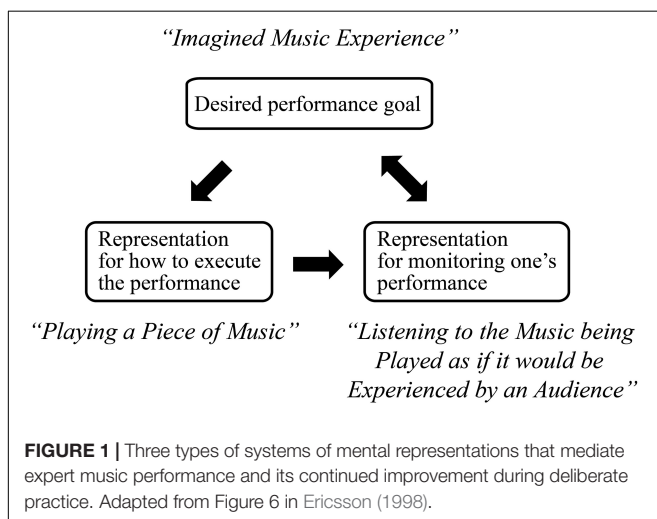 “Imagined Music Experience”
Desired performance goal
Representation
for how to execute
the performance
Representation
for monitoring one’s
performance
“Playing a Piece of Music”
“Listening to the Music being
Played as if it would be
Experienced by an Audience”
FIGURE 1 | Three types of systems of mental representations that mediate
expert music performance and its continued improvement during deliberate
practice. Adapted from Figure 6 in Ericsson (1998).